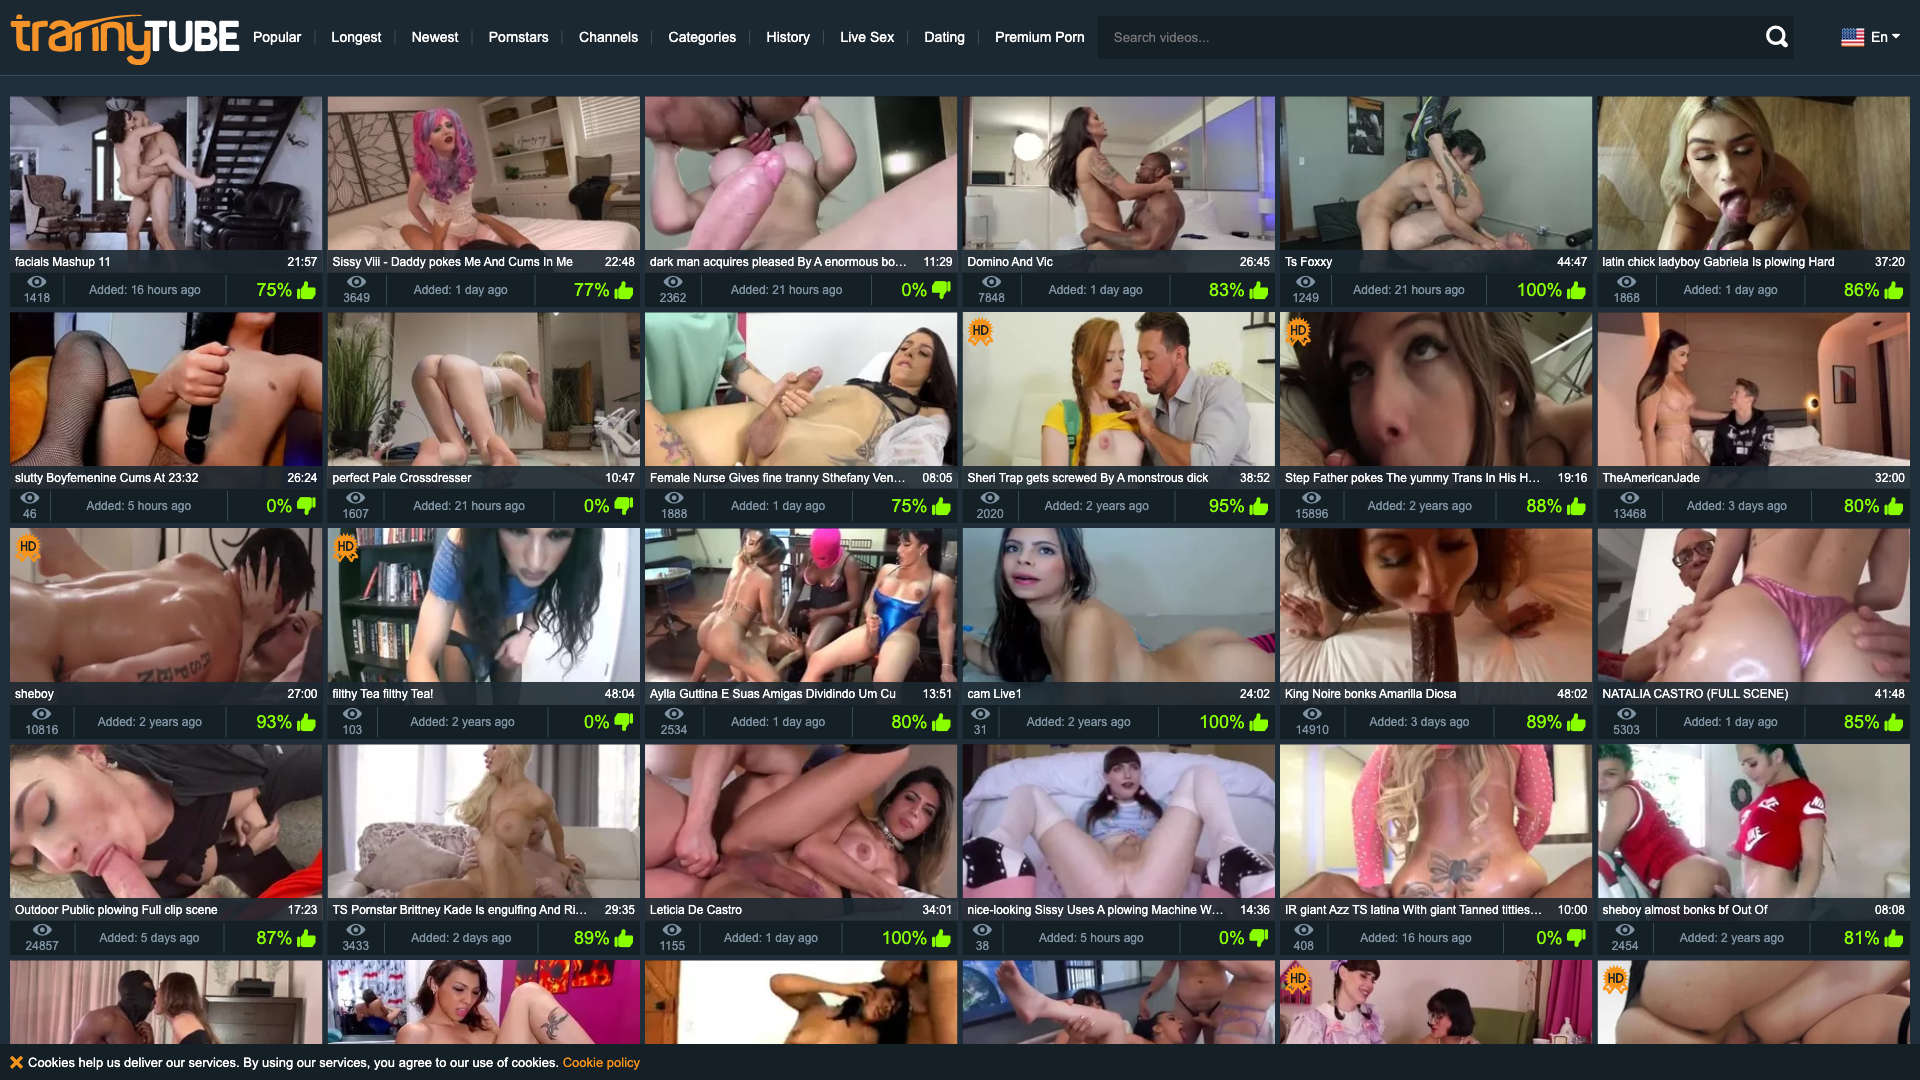 trannyTUBE
Popular
Longest
Newest
Pornstars
Channels
Categories
History
Live Sex
Dating
Premium Porn
Search videos...
En
facials Mashup 11 21:57
1418 Added: 16 hours ago 75%
Sissy Viii - Daddy pokes Me And Cums In Me 22:48
3649 Added: 1 day ago 77%
dark man acquires pleased By A enormous bo... 11:29
2362 Added: 21 hours ago 0%
Domino And Vic 26:45
7848 Added: 1 day ago 83%
Ts Foxxy 44:47
1249 Added: 21 hours ago 100%
latin chick ladyboy Gabriela Is plowing Hard 37:20
1868 Added: 1 day ago 86%
slutty Boyfemenine Cums At 23:32 26:24
46 Added: 5 hours ago 0%
perfect Pale Crossdresser 10:47
1607 Added: 21 hours ago 0%
Female Nurse Gives fine tranny Sthefany Ven... 08:05
1888 Added: 1 day ago 75%
HD
Sheri Trap gets screwed By A monstrous dick 38:52
2020 Added: 2 years ago 95%
HD
Step Father pokes The yummy Trans In His H... 19:16
15896 Added: 2 years ago 88%
TheAmericanJade 32:00
13468 Added: 3 days ago 80%
HD
sheboy 27:00
10816 Added: 2 years ago 93%
HD
filthy Tea filthy Tea! 48:04
103 Added: 2 years ago 0%
Aylla Guttina E Suas Amigas Dividindo Um Cu 13:51
2534 Added: 1 day ago 80%
cam Live1 24:02
31 Added: 2 years ago 100%
King Noire bonks Amarilla Diosa 48:02
14910 Added: 3 days ago 89%
NATALIA CASTRO (FULL SCENE) 41:48
5303 Added: 1 day ago 85%
Outdoor Public plowing Full clip scene 17:23
24857 Added: 5 days ago 87%
TS Pornstar Brittney Kade Is engulfing And Ri... 29:35
3433 Added: 2 days ago 89%
Leticia De Castro 34:01
1155 Added: 1 day ago 100%
nice-looking Sissy Uses A plowing Machine W... 14:36
38 Added: 5 hours ago 0%
IR giant Azz TS latina With giant Tanned titties... 10:00
408 Added: 16 hours ago 0%
sheboy almost bonks bf Out Of 08:08
2454 Added: 2 years ago 81%
HD
HD
Cookies help us deliver our services. By using our services, you agree to our use of cookies. Cookie policy